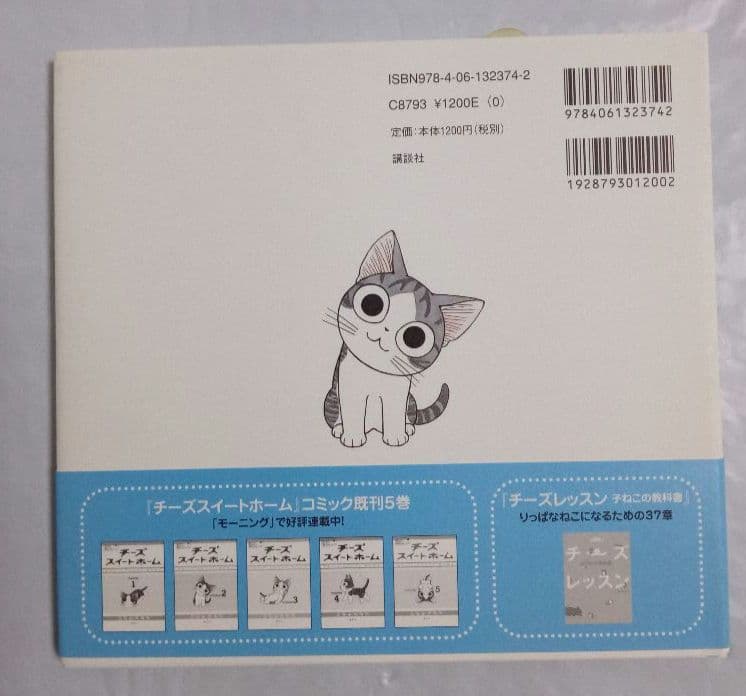 ISBN978-4-06-132374-2
C8793 ¥1200E (0)
定価:本体1200円(税別)
講談社
9784061323742
1928793012002
『チーズスイートホーム』コミック既刊5巻
「モーニング」で好評連載中!
チーズ
スイートホーム
1
チーズ
スイートホーム
2
チーズ
スイートホーム
3
チーズ
スイートホーム
4
チーズ
スイートホーム
5
『チーズレッスン 子ねこの教科書』
りっぱなねこになるための37章
チーズ
レッスン